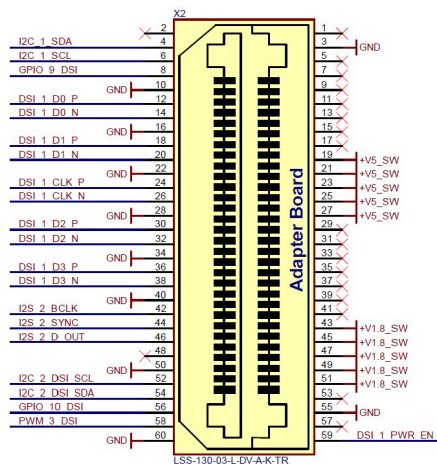 X2
2 1
I2C_1_SDA 4 3 GND
I2C_1_SCL 6 5
GPIO_9_DSI 8 7
GND 10 9
DSI_1_D0_P 12 11
DSI_1_D0_N 14 13
GND 16 15
DSI_1_D1_P 18 17
DSI_1_D1_N 20 19 +V5_SW
GND 22 21 +V5_SW
DSI_1_CLK_P 24 23 +V5_SW
DSI_1_CLK_N 26 25 +V5_SW
GND 28 27 +V5_SW
DSI_1_D2_P 30 29
DSI_1_D2_N 32 31
GND 34 33
DSI_1_D3_P 36 35
DSI_1_D3_N 38 37
GND 40 39
I2S_2_BCLK 42 41
I2S_2_SYNC 44 43 +V1.8_SW
I2S_2_D_OUT 46 45 +V1.8_SW
48 47 +V1.8_SW
GND 50 49 +V1.8_SW
I2C_2_DSI_SCL 52 51 +V1.8_SW
I2C_2_DSI_SDA 54 53
GPIO_10_DSI 56 55 GND
PWM_3_DSI 58 57
GND 60 59 DSI_1_PWR_EN
Adapter Board
LSS-130-03-L-DV-A-K-TR